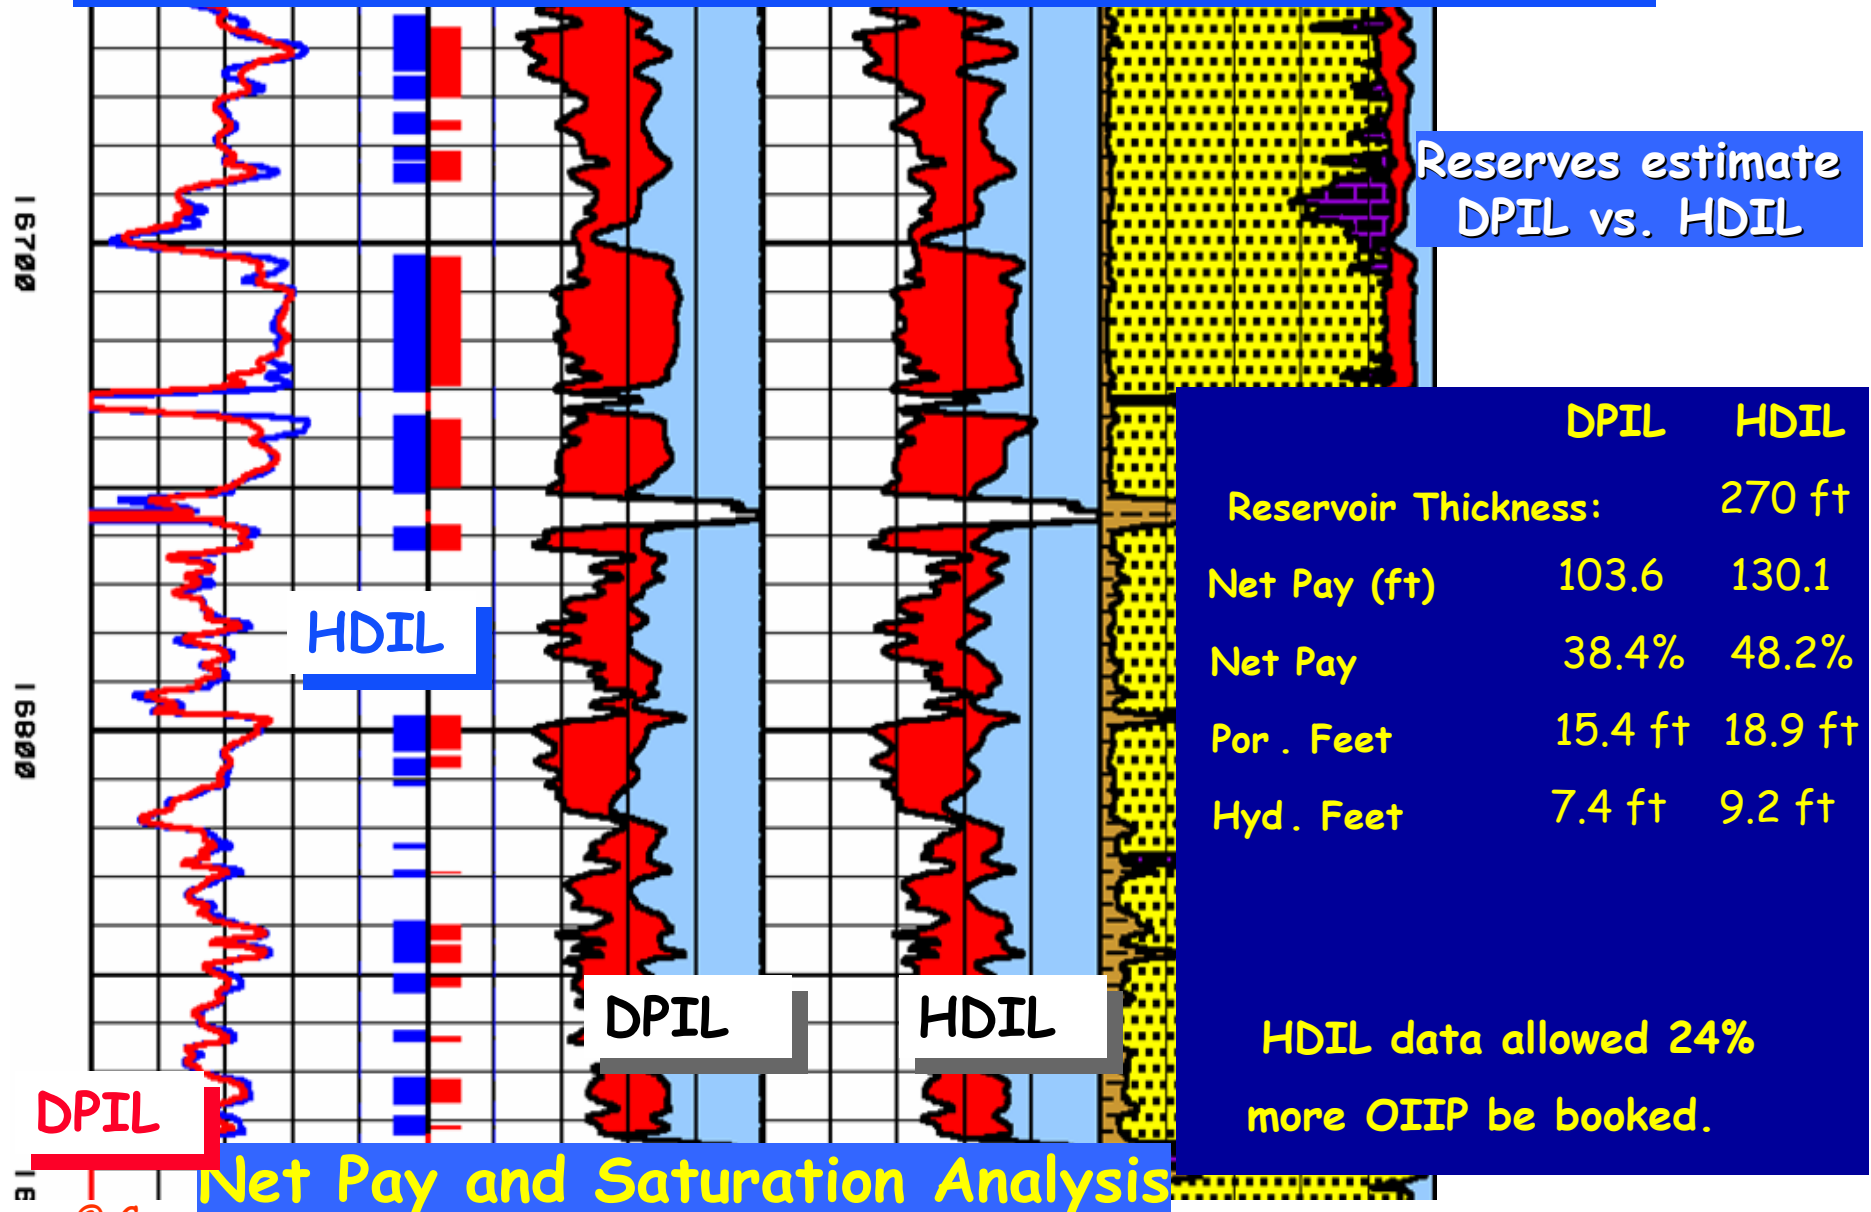 Reserves estimate
DPIL vs. HDIL
16700
16800
DPIL HDIL
Reservoir Thickness: 270 ft
Net Pay (ft) 103.6 130.1
Net Pay 38.4% 48.2%
Por. Feet 15.4 ft 18.9 ft
Hyd. Feet 7.4 ft 9.2 ft
HDIL data allowed 24%
more OIIP be booked.
HDIL
DPIL
HDIL
DPIL
Net Pay and Saturation Analysis